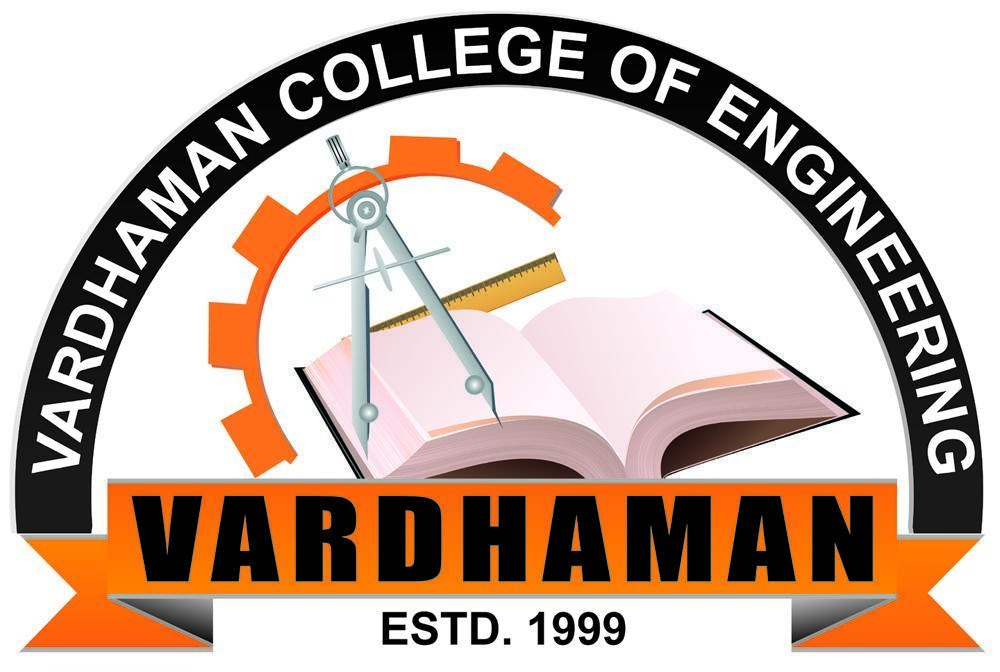 VARDHAMAN COLLEGE OF ENGINEERING
VARDHAMAN
ESTD. 1999